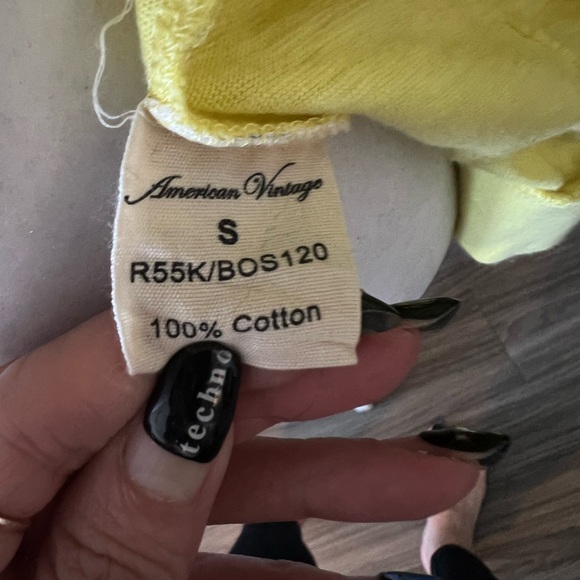 American Vintage
S
R55K/BOS120
100% Cotton
techno